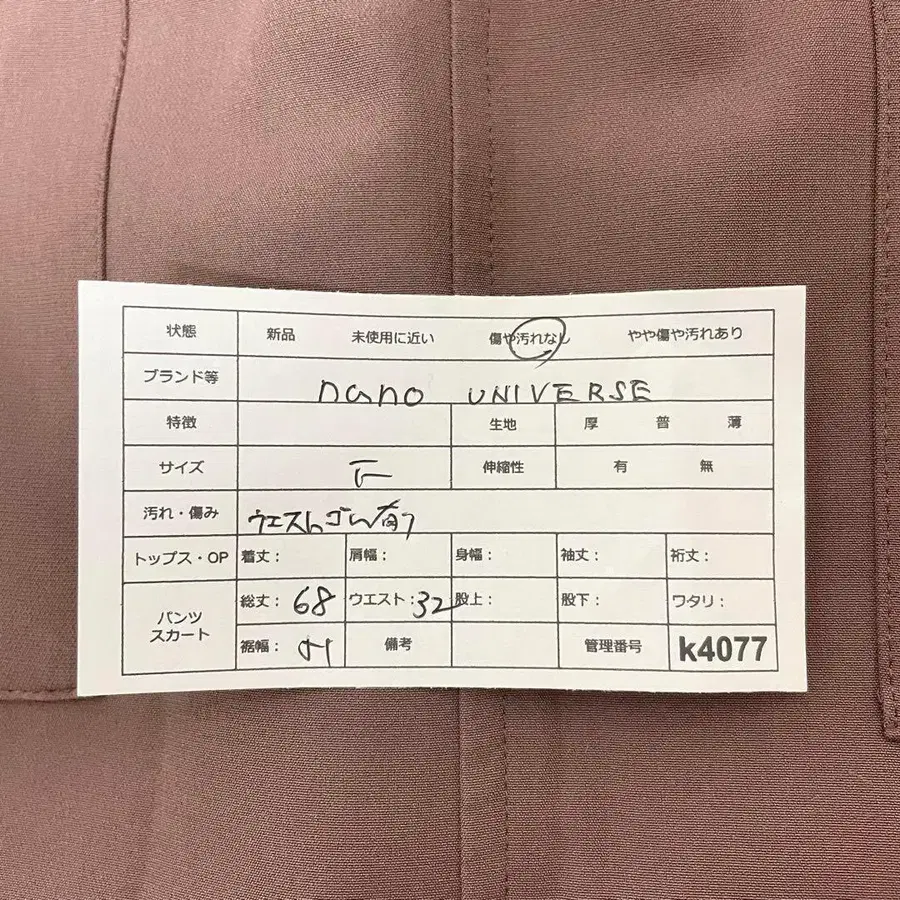 状態 新品 未使用に近い 傷や汚れなし やや傷や汚れあり
ブランド等 nano UNIVERSE
特徴 生地 厚 普 薄
サイズ F 伸縮性 有 無
汚れ・傷み ウエスト ゴム有り
トップス・OP 着丈: 肩幅: 身幅: 袖丈: 裄丈:
パンツ スカート 総丈: 68 ウエスト: 32 股上: 股下: ワタリ:
裾幅: 備考 管理番号 k4077